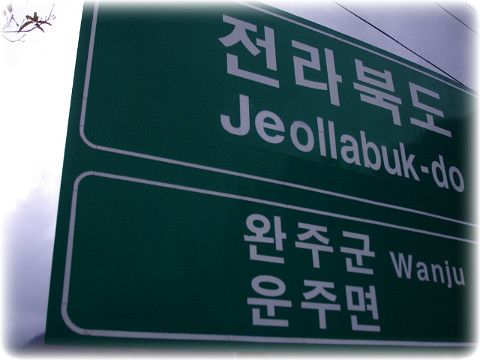 전라북도
Jeollabuk-do
완주군 Wanju
운주면